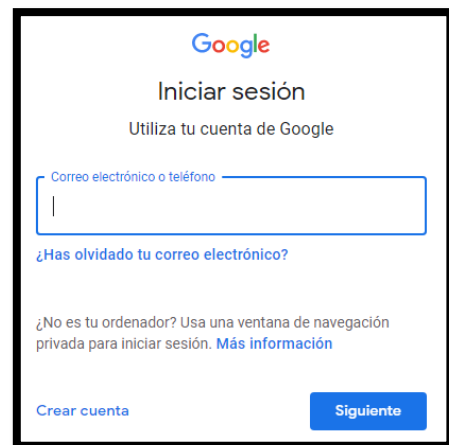 Google
Iniciar sesión
Utiliza tu cuenta de Google
Correo electrónico o teléfono
¿Has olvidado tu correo electrónico?
¿No es tu ordenador? Usa una ventana de navegación
privada para iniciar sesión. Más información
Crear cuenta Siguiente